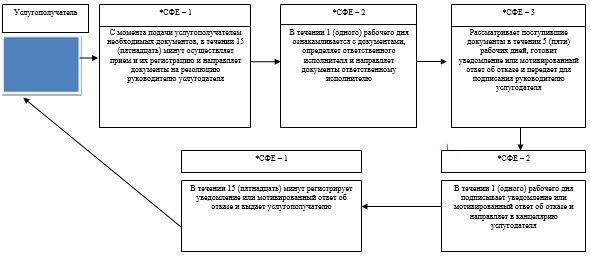 Услугополучатель
*СФЕ – 1
С момента подачи услугополучателем
необходимых документов, в течении 15
(пятнадцать) минут осуществляет
прием и их регистрацию и направляет
документы на резолюцию
руководителю услугодателя
*СФЕ – 2
В течении 1 (одного) рабочего дня
ознакамливается с документами,
определяет ответственного
исполнителя и направляет
документы ответственному
исполнителю
*СФЕ – 3
Рассматривает поступившие
документы в течении 5 (пяти)
рабочих дней, готовит
уведомление или мотивированный
ответ об откаке и передает для
подписания руководителю
услугодателя
*СФЕ – 2
В течении 1 (одного) рабочего дня
подписывает уведомление или
мотивированный ответ об откаке и
направляет в канцелярию
услугодателя
*СФЕ – 1
В течении 15 (пятнадцать) минут регистрирует
уведомление или мотивированный ответ об
откаке и выдает услугополучателю